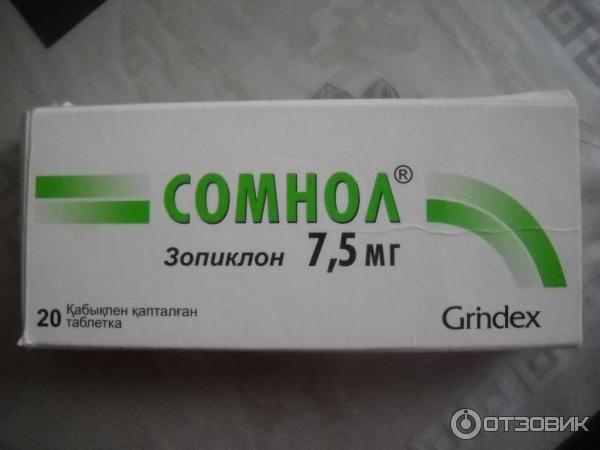 СОМНОЛ®
Зопиклон 7,5 мг
20 Қабықпен қапталған
таблетка
Grindex
ОТЗОВИК